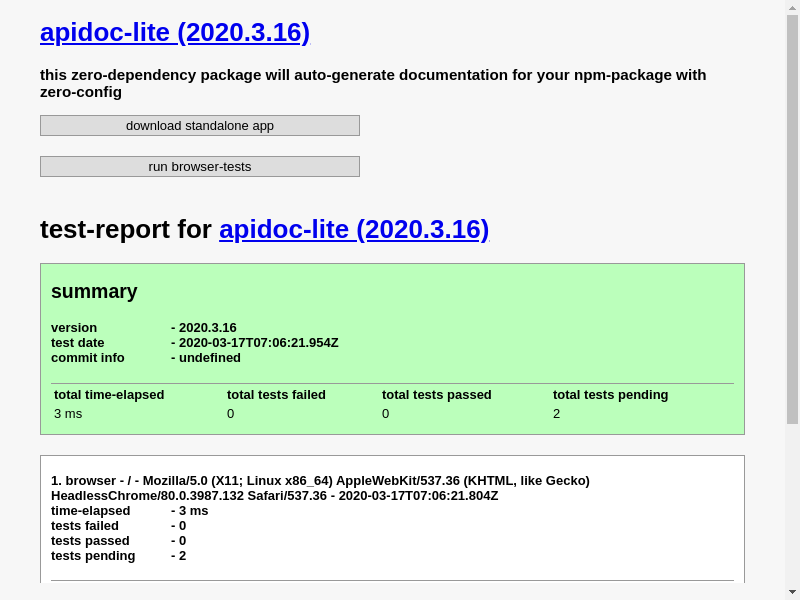 apidoc-lite (2020.3.16)
this zero-dependency package will auto-generate documentation for your npm-package with
zero-config
download standalone app
run browser-tests
test-report for apidoc-lite (2020.3.16)
summary
version - 2020.3.16
test date - 2020-03-17T07:06:21.954Z
commit info - undefined
total time-elapsed total tests failed total tests passed total tests pending
3 ms 0 0 2
1. browser - / - Mozilla/5.0 (X11; Linux x86_64) AppleWebKit/537.36 (KHTML, like Gecko)
HeadlessChrome/80.0.3987.132 Safari/537.36 - 2020-03-17T07:06:21.804Z
time-elapsed - 3 ms
tests failed - 0
tests passed - 0
tests pending - 2